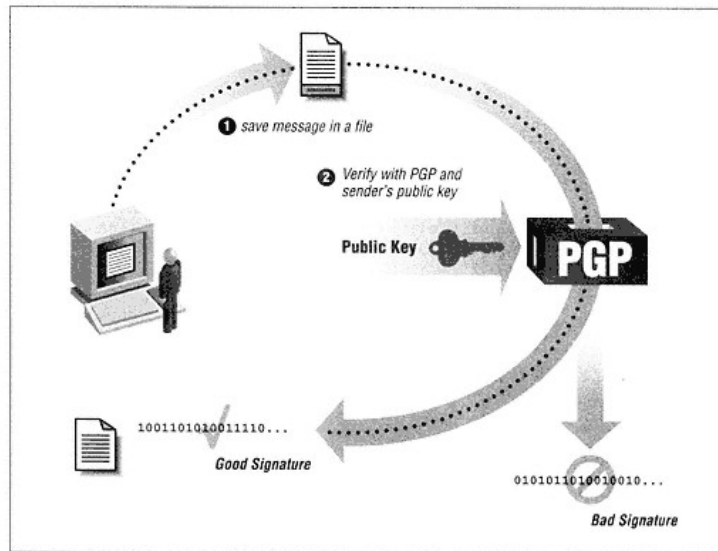 1 save message in a file
2 Verify with PGP and
sender's public key
Public Key
PGP
1001101010011110...
Good Signature
0101011010010010...
Bad Signature